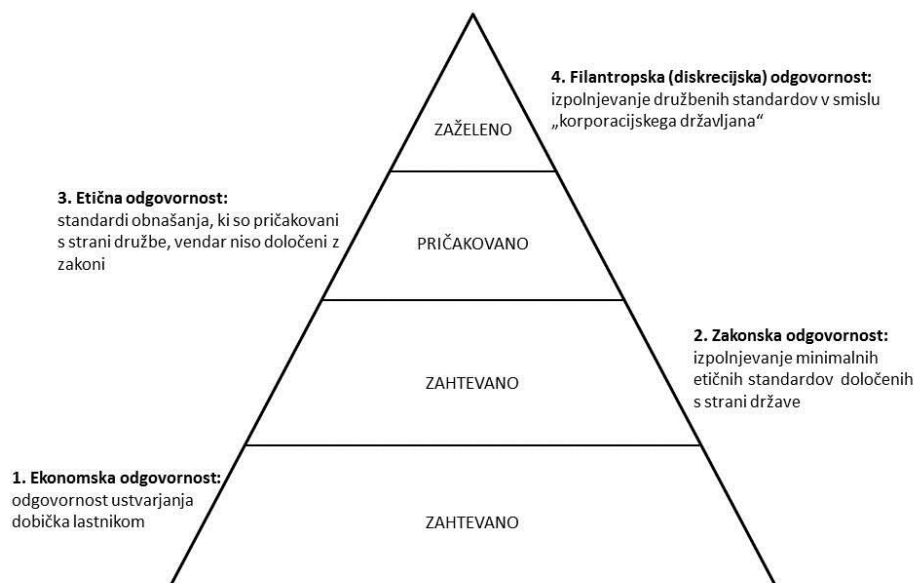 4. Filantropska (diskrecijska) odgovornost:
izpolnjevanje družbenih standardov v smislu
„korporacijskega državljana“
ZAŽELENO
3. Etična odgovornost:
standardi obnašanja, ki so pričakovani
s strani družbe, vendar niso določeni z
zakoni
PRIČAKOVANO
2. Zakonska odgovornost:
izpolnjevanje minimalnih
etičnih standardov določenih
s strani države
ZAHTEVANO
1. Ekonomska odgovornost:
odgovornost ustvarjanja
dobička lastnikom
ZAHTEVANO